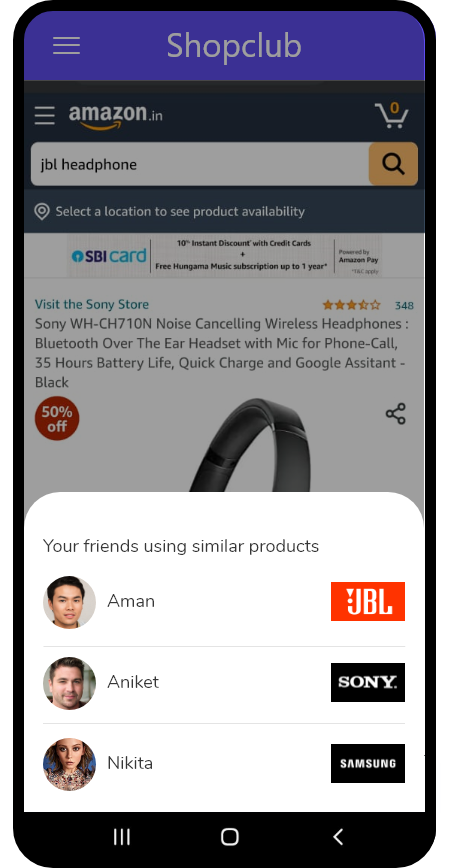 Shopclub
amazon.in
0
jbl headphone
Select a location to see product availability
SBI card
10% Instant Discount* with Credit Cards
+
Free Hungama Music subscription up to 1 year*
Powered by
Amazon Pay
*T&C apply
Visit the Sony Store
348
Sony WH-CH710N Noise Cancelling Wireless Headphones :
Bluetooth Over The Ear Headset with Mic for Phone-Call,
35 Hours Battery Life, Quick Charge and Google Assitant -
Black
50%
off
Your friends using similar products
Aman
JBL
Aniket
SONY
Nikita
SAMSUNG